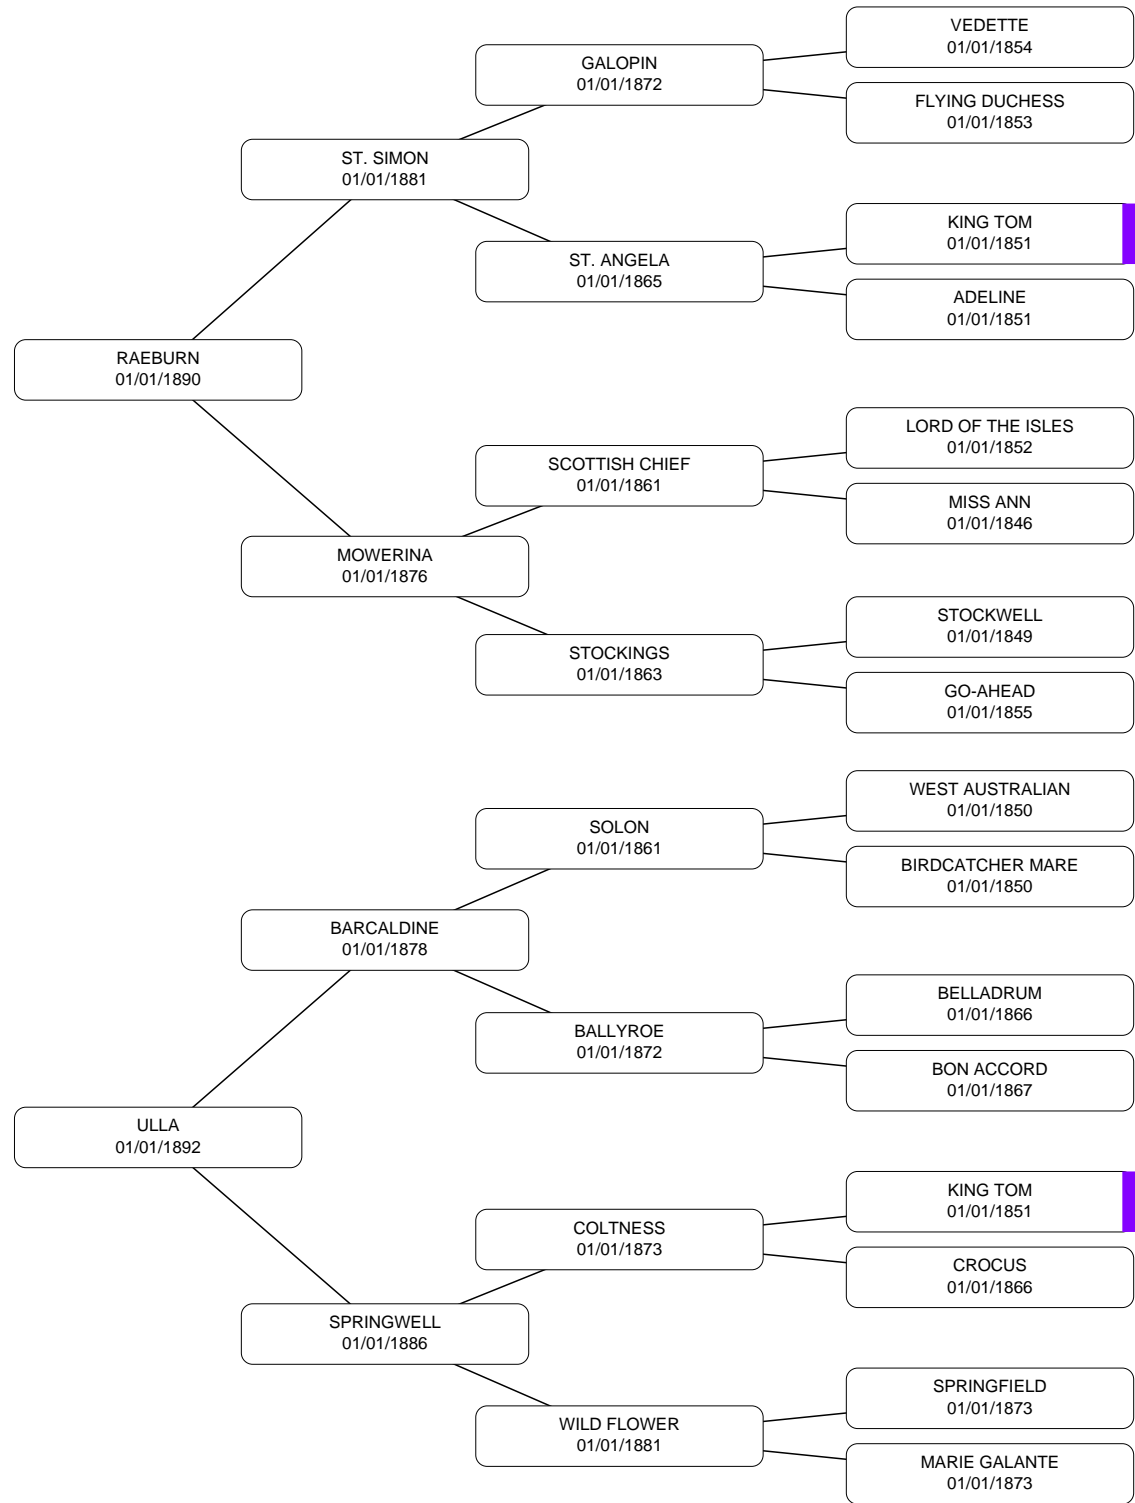 VEDETTE
01/01/1854
GALOPIN
01/01/1872
FLYING DUCHESS
01/01/1853
ST. SIMON
01/01/1881
KING TOM
01/01/1851
ST. ANGELA
01/01/1865
ADELINE
01/01/1851
RAEBURN
01/01/1890
LORD OF THE ISLES
01/01/1852
SCOTTISH CHIEF
01/01/1861
MISS ANN
01/01/1846
MOWERINA
01/01/1876
STOCKWELL
01/01/1849
STOCKINGS
01/01/1863
GO-AHEAD
01/01/1855
WEST AUSTRALIAN
01/01/1850
SOLON
01/01/1861
BIRDCATCHER MARE
01/01/1850
BARCALDINE
01/01/1878
BELLADRUM
01/01/1866
BALLYROE
01/01/1872
BON ACCORD
01/01/1867
ULLA
01/01/1892
KING TOM
01/01/1851
COLTNESS
01/01/1873
CROCUS
01/01/1866
SPRINGWELL
01/01/1886
SPRINGFIELD
01/01/1873
WILD FLOWER
01/01/1881
MARIE GALANTE
01/01/1873